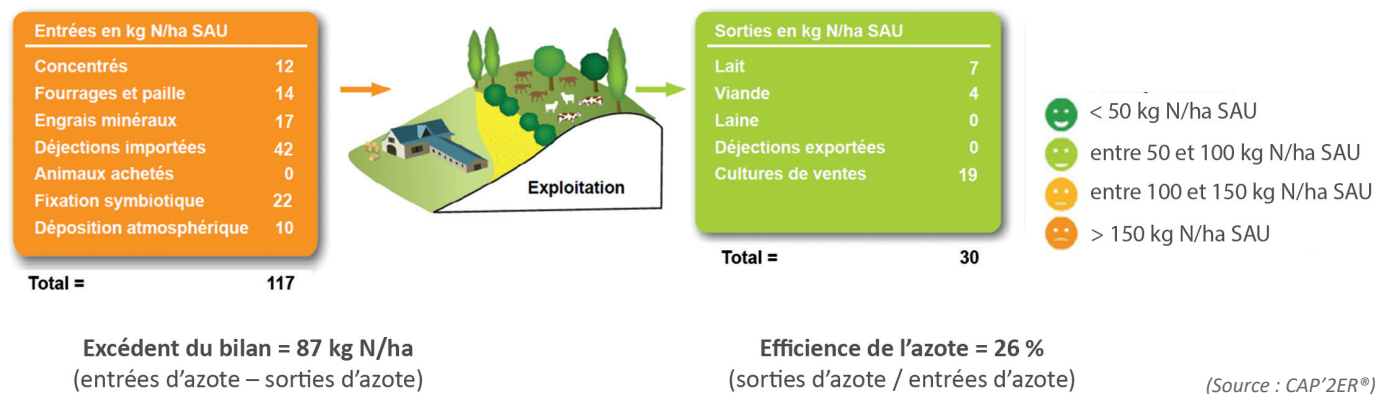 Entrées en kg N/ha SAU
Concentrés 12
Fourrages et paille 14
Engrais minéraux 17
Déjections importées 42
Animaux achetés 0
Fixation symbiotique 22
Déposition atmosphérique 10
Total = 117
Exploitation
Sorties en kg N/ha SAU
Lait 7
Viande 4
Laine 0
Déjections exportées 0
Cultures de ventes 19
Total = 30
< 50 kg N/ha SAU
entre 50 et 100 kg N/ha SAU
entre 100 et 150 kg N/ha SAU
> 150 kg N/ha SAU
Excédent du bilan = 87 kg N/ha
(entrées d’azote – sorties d’azote)
Efficience de l’azote = 26 %
(sorties d’azote / entrées d’azote)
(Source : CAP’2ER®)